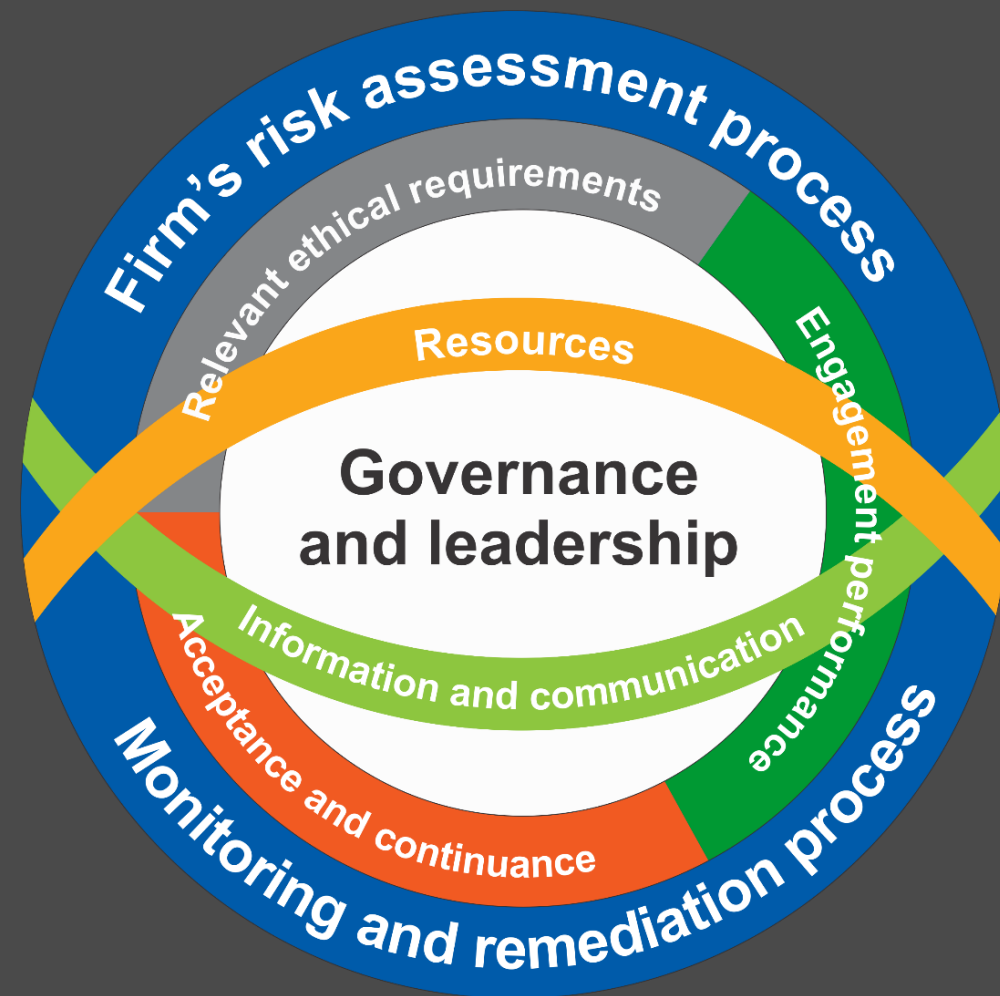 Firm’s risk assessment process
Relevant ethical requirements
Engagement performance
Resources
Governance
and leadership
Information and communication
Acceptance and continuance
Monitoring and remediation process